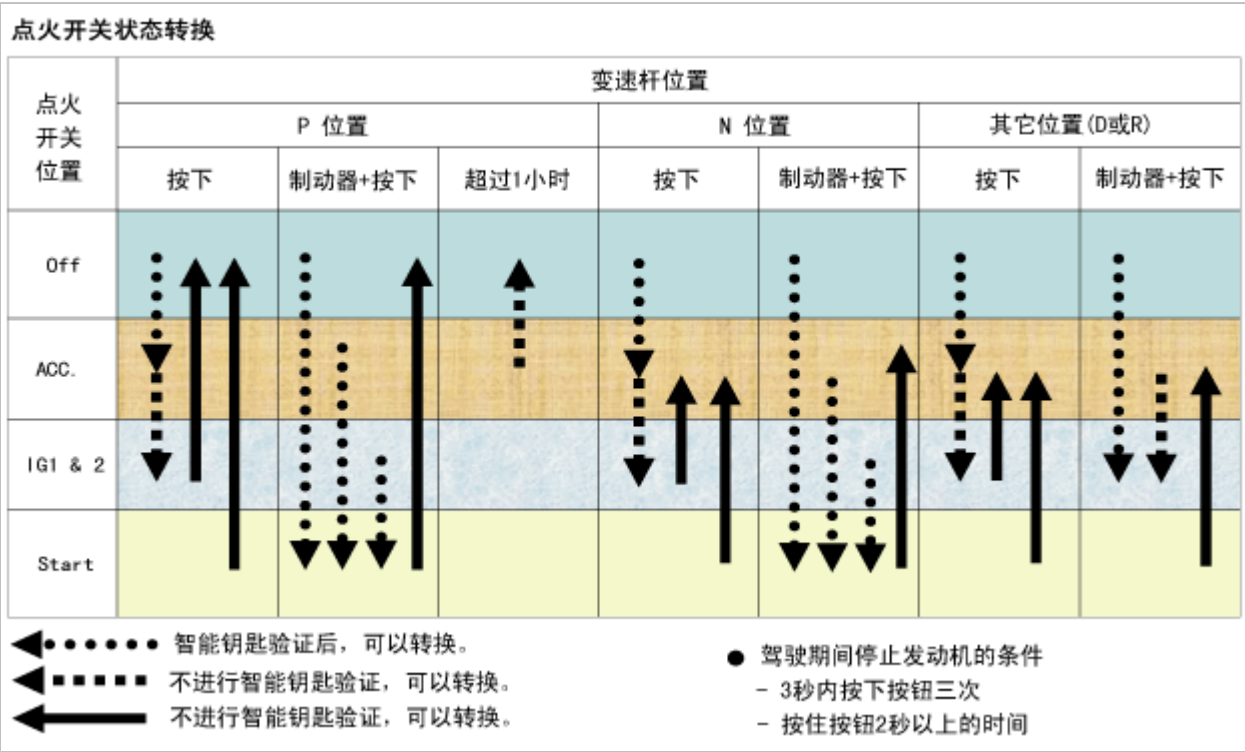 点火开关状态转换
点火
开关
位置
变速杆位置
P 位置
N 位置
其它位置(D或R)
按下
制动器+按下
超过1小时
按下
制动器+按下
按下
制动器+按下
Off
ACC.
IG1 & 2
Start
智能钥匙验证后，可以转换。
不进行智能钥匙验证，可以转换。
不进行智能钥匙验证，可以转换。
● 驾驶期间停止发动机的条件
- 3秒内按下按钮三次
- 按住按钮2秒以上的时间